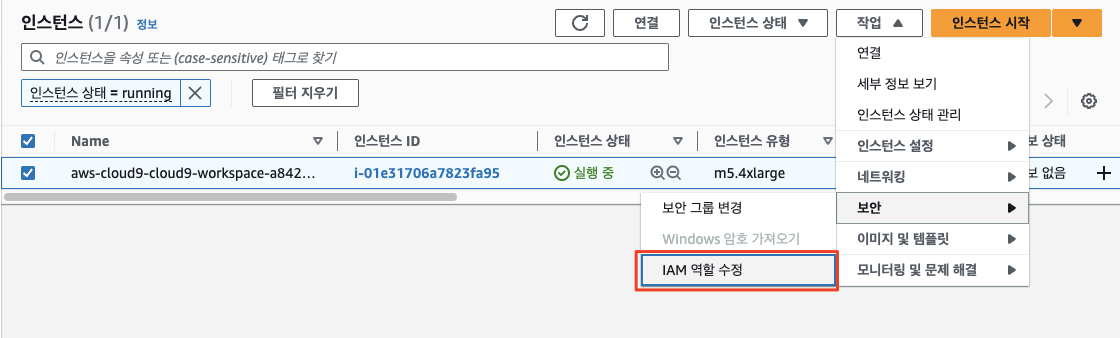 인스턴스 (1/1) 정보
연결
인스턴스 상태
작업
인스턴스 시작
인스턴스을 속성 또는 (case-sensitive) 태그로 찾기
인스턴스 상태 = running
필터 지우기
연결
세부 정보 보기
인스턴스 상태 관리
인스턴스 설정
네트워킹
보안
이미지 및 템플릿
모니터링 및 문제 해결
Name
인스턴스 ID
인스턴스 상태
인스턴스 유형
상태
aws-cloud9-cloud9-workspace-a842...
i-01e31706a7823fa95
실행 중
m5.4xlarge
없음
보안 그룹 변경
Windows 암호 가져오기
IAM 역할 수정